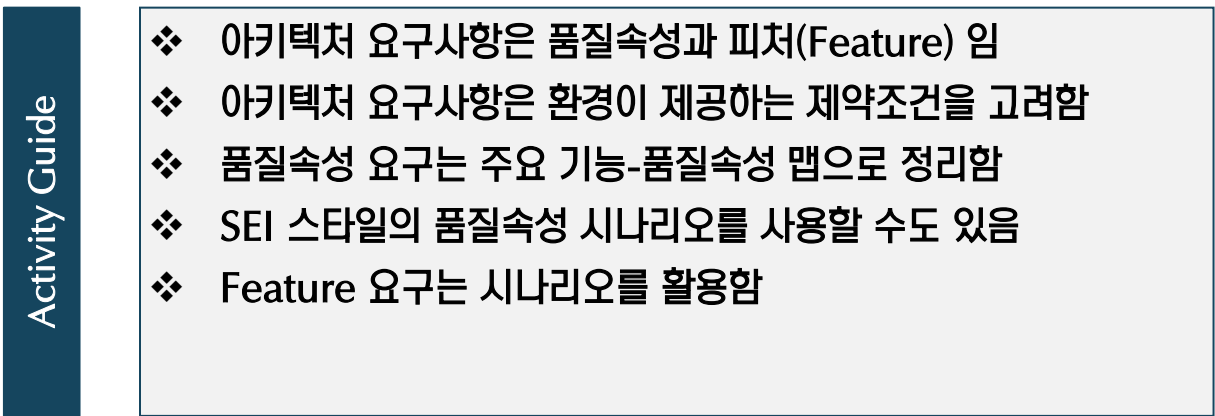 Activity Guide
❖ 아키텍처 요구사항은 품질속성과 피처(Feature) 임
❖ 아키텍처 요구사항은 환경이 제공하는 제약조건을 고려함
❖ 품질속성 요구는 주요 기능-품질속성 맵으로 정리함
❖ SEI 스타일의 품질속성 시나리오를 사용할 수도 있음
❖ Feature 요구는 시나리오를 활용함